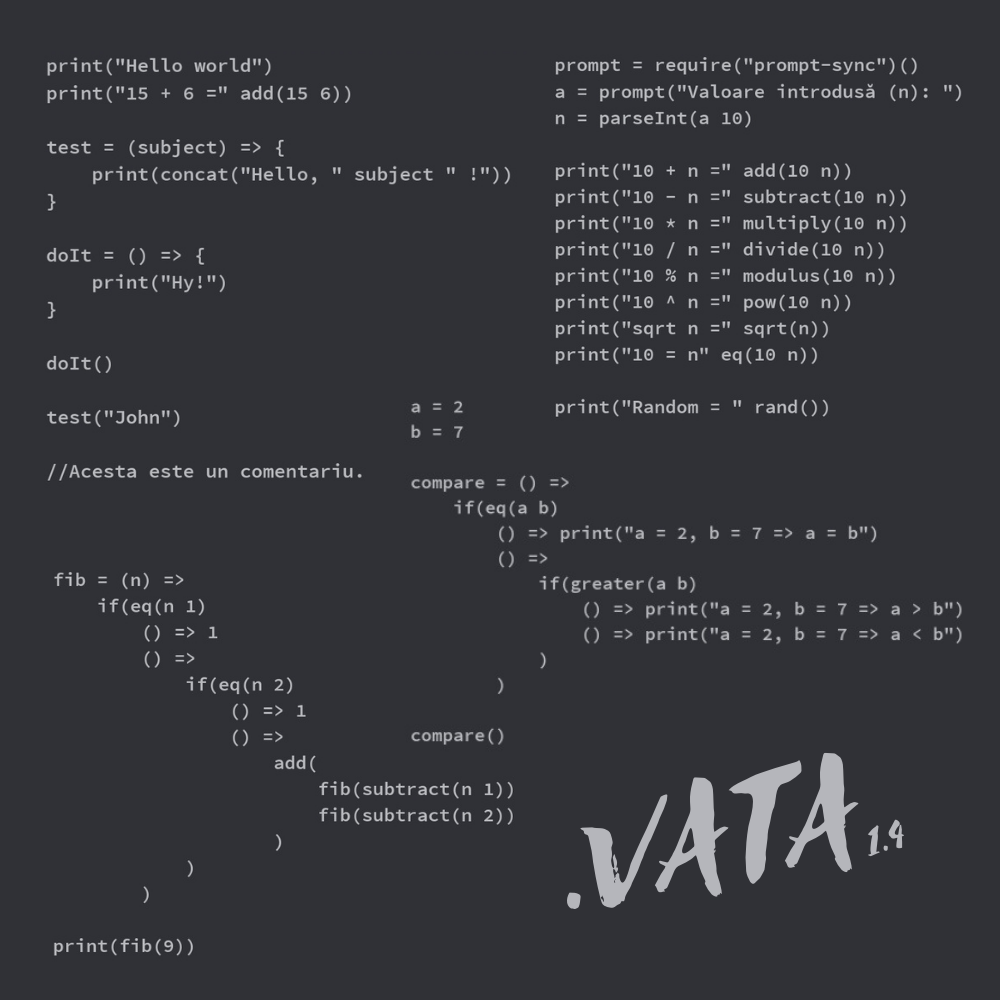 print("Hello world")
print("15 + 6 =" add(15 6))
test = (subject) => {
print(concat("Hello, " subject " !"))
}
doIt = () => {
print("Hy!")
}
doIt()
test("John")
//Acesta este un comentariu.
prompt = require("prompt-sync")()
a = prompt("Valoare introdusă (n): ")
n = parseInt(a 10)
print("10 + n =" add(10 n))
print("10 - n =" subtract(10 n))
print("10 * n =" multiply(10 n))
print("10 / n =" divide(10 n))
print("10 % n =" modulus(10 n))
print("10 ^ n =" pow(10 n))
print("sqrt n =" sqrt(n))
print("10 = n" eq(10 n))
print("Random = " rand())
a = 2
b = 7
compare = () =>
if(eq(a b)
() => print("a = 2, b = 7 => a = b")
() =>
if(greater(a b)
() => print("a = 2, b = 7 => a > b")
() => print("a = 2, b = 7 => a < b")
)
)
compare()
fib = (n) =>
if(eq(n 1)
() => 1
() =>
if(eq(n 2)
() => 1
() =>
add(
fib(subtract(n 1))
fib(subtract(n 2))
)
)
)
print(fib(9))
.VATA 1.4